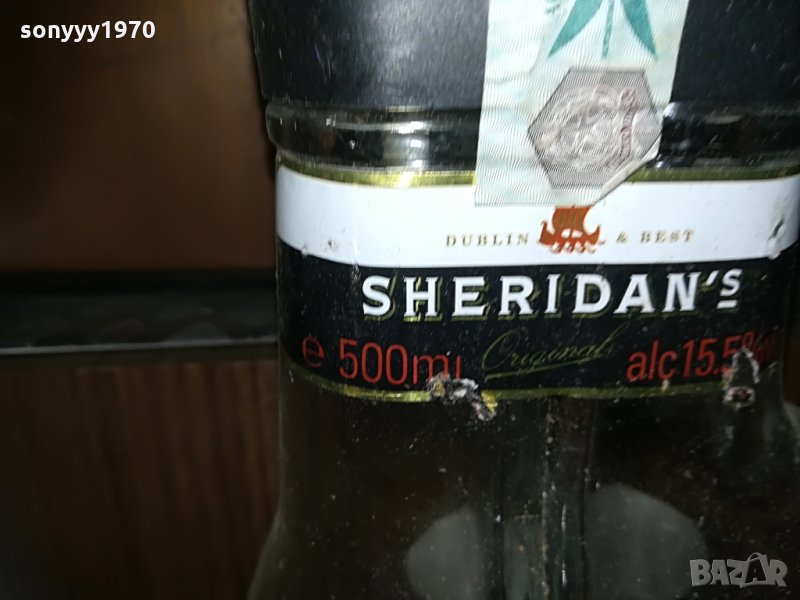 sonyyy1970
DUBLIN & BEST
SHERIDAN's
e 500ml Original alc15.5%
BAZAR